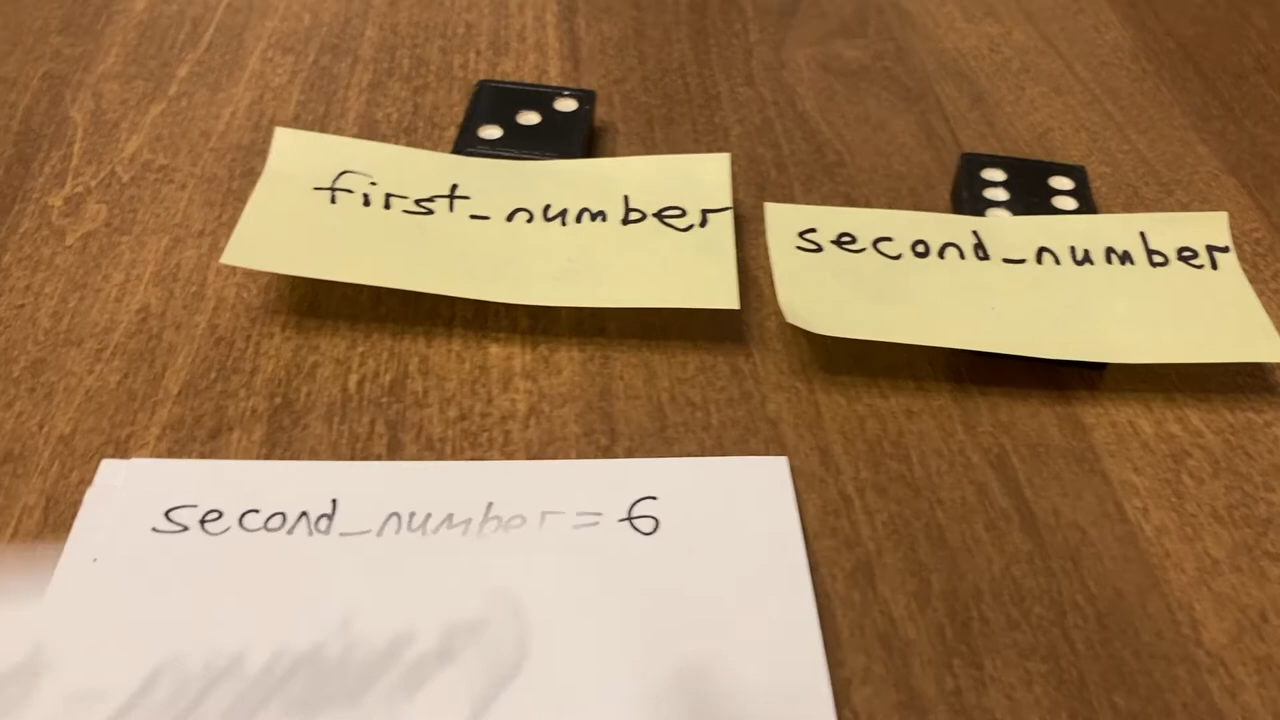 first_number
second_number
second_number = 6